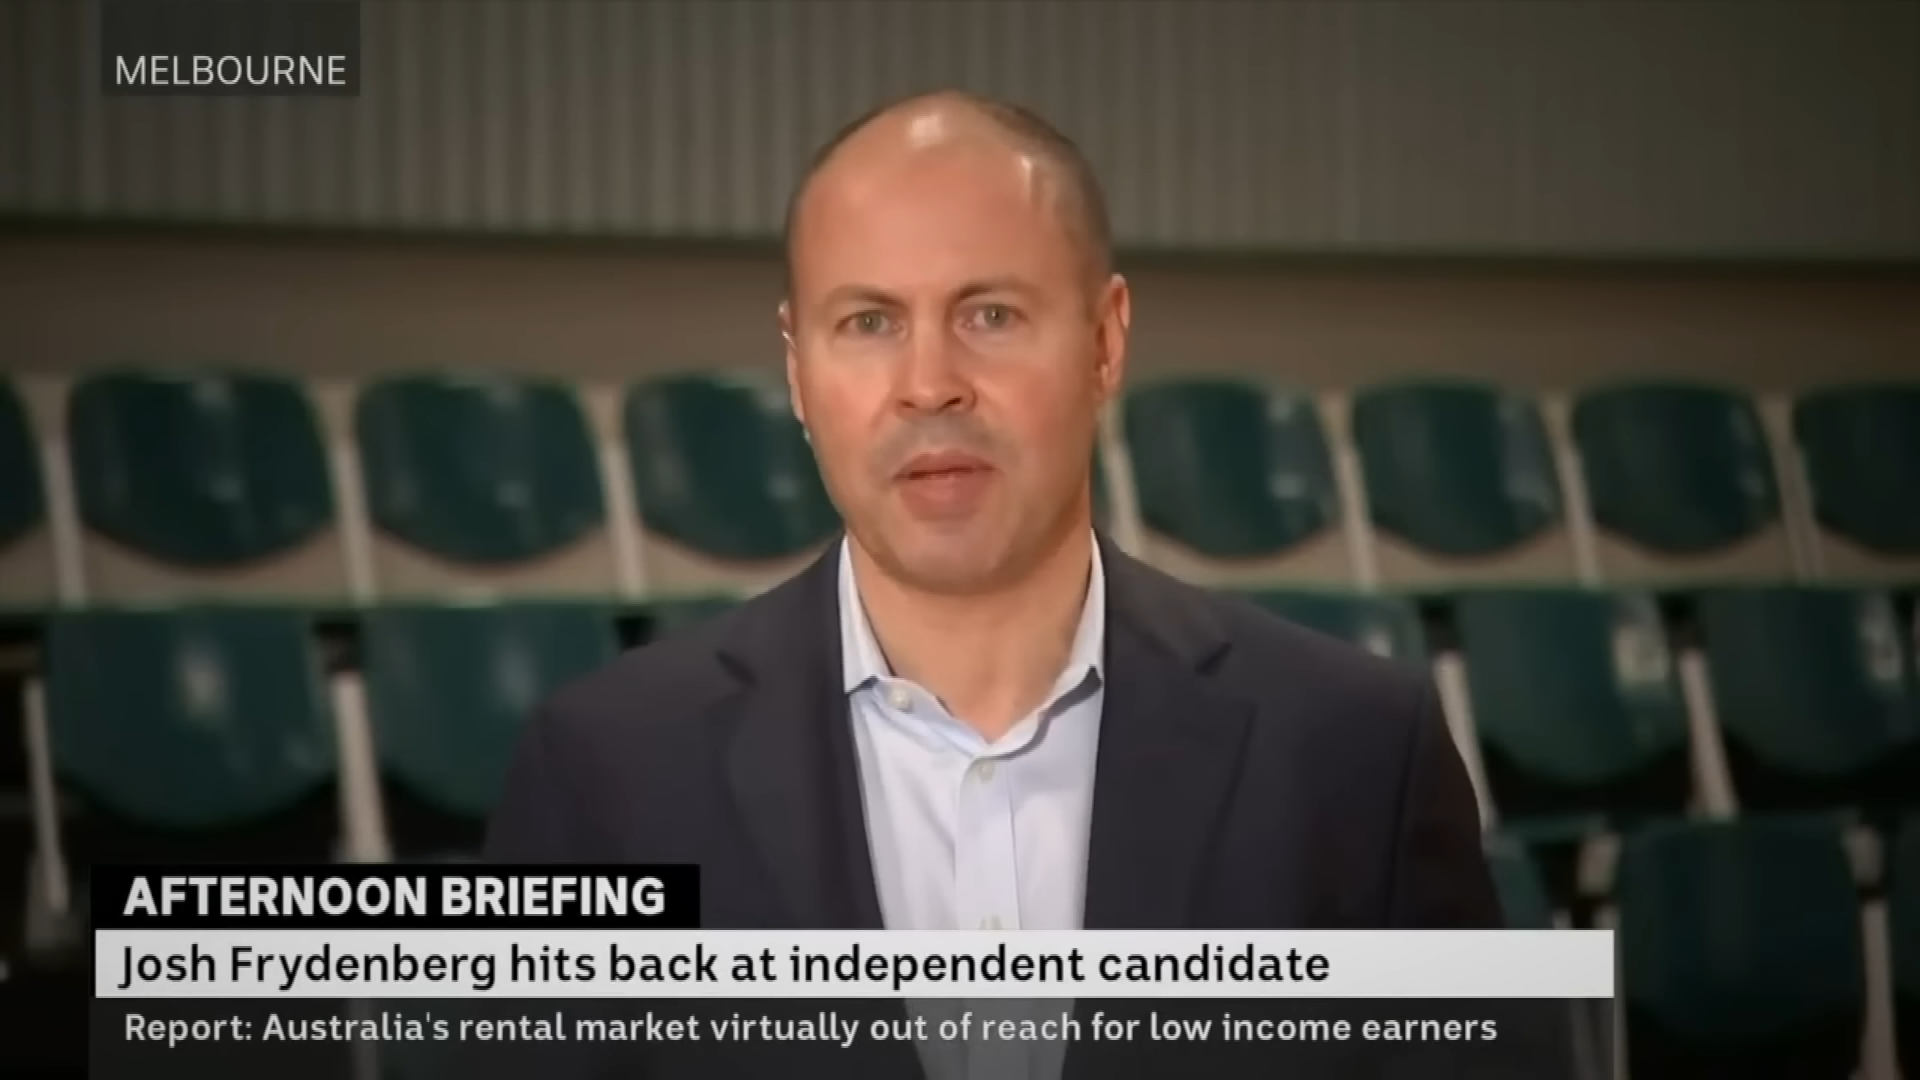 MELBOURNE
AFTERNOON BRIEFING
Josh Frydenberg hits back at independent candidate
Report: Australia's rental market virtually out of reach for low income earners